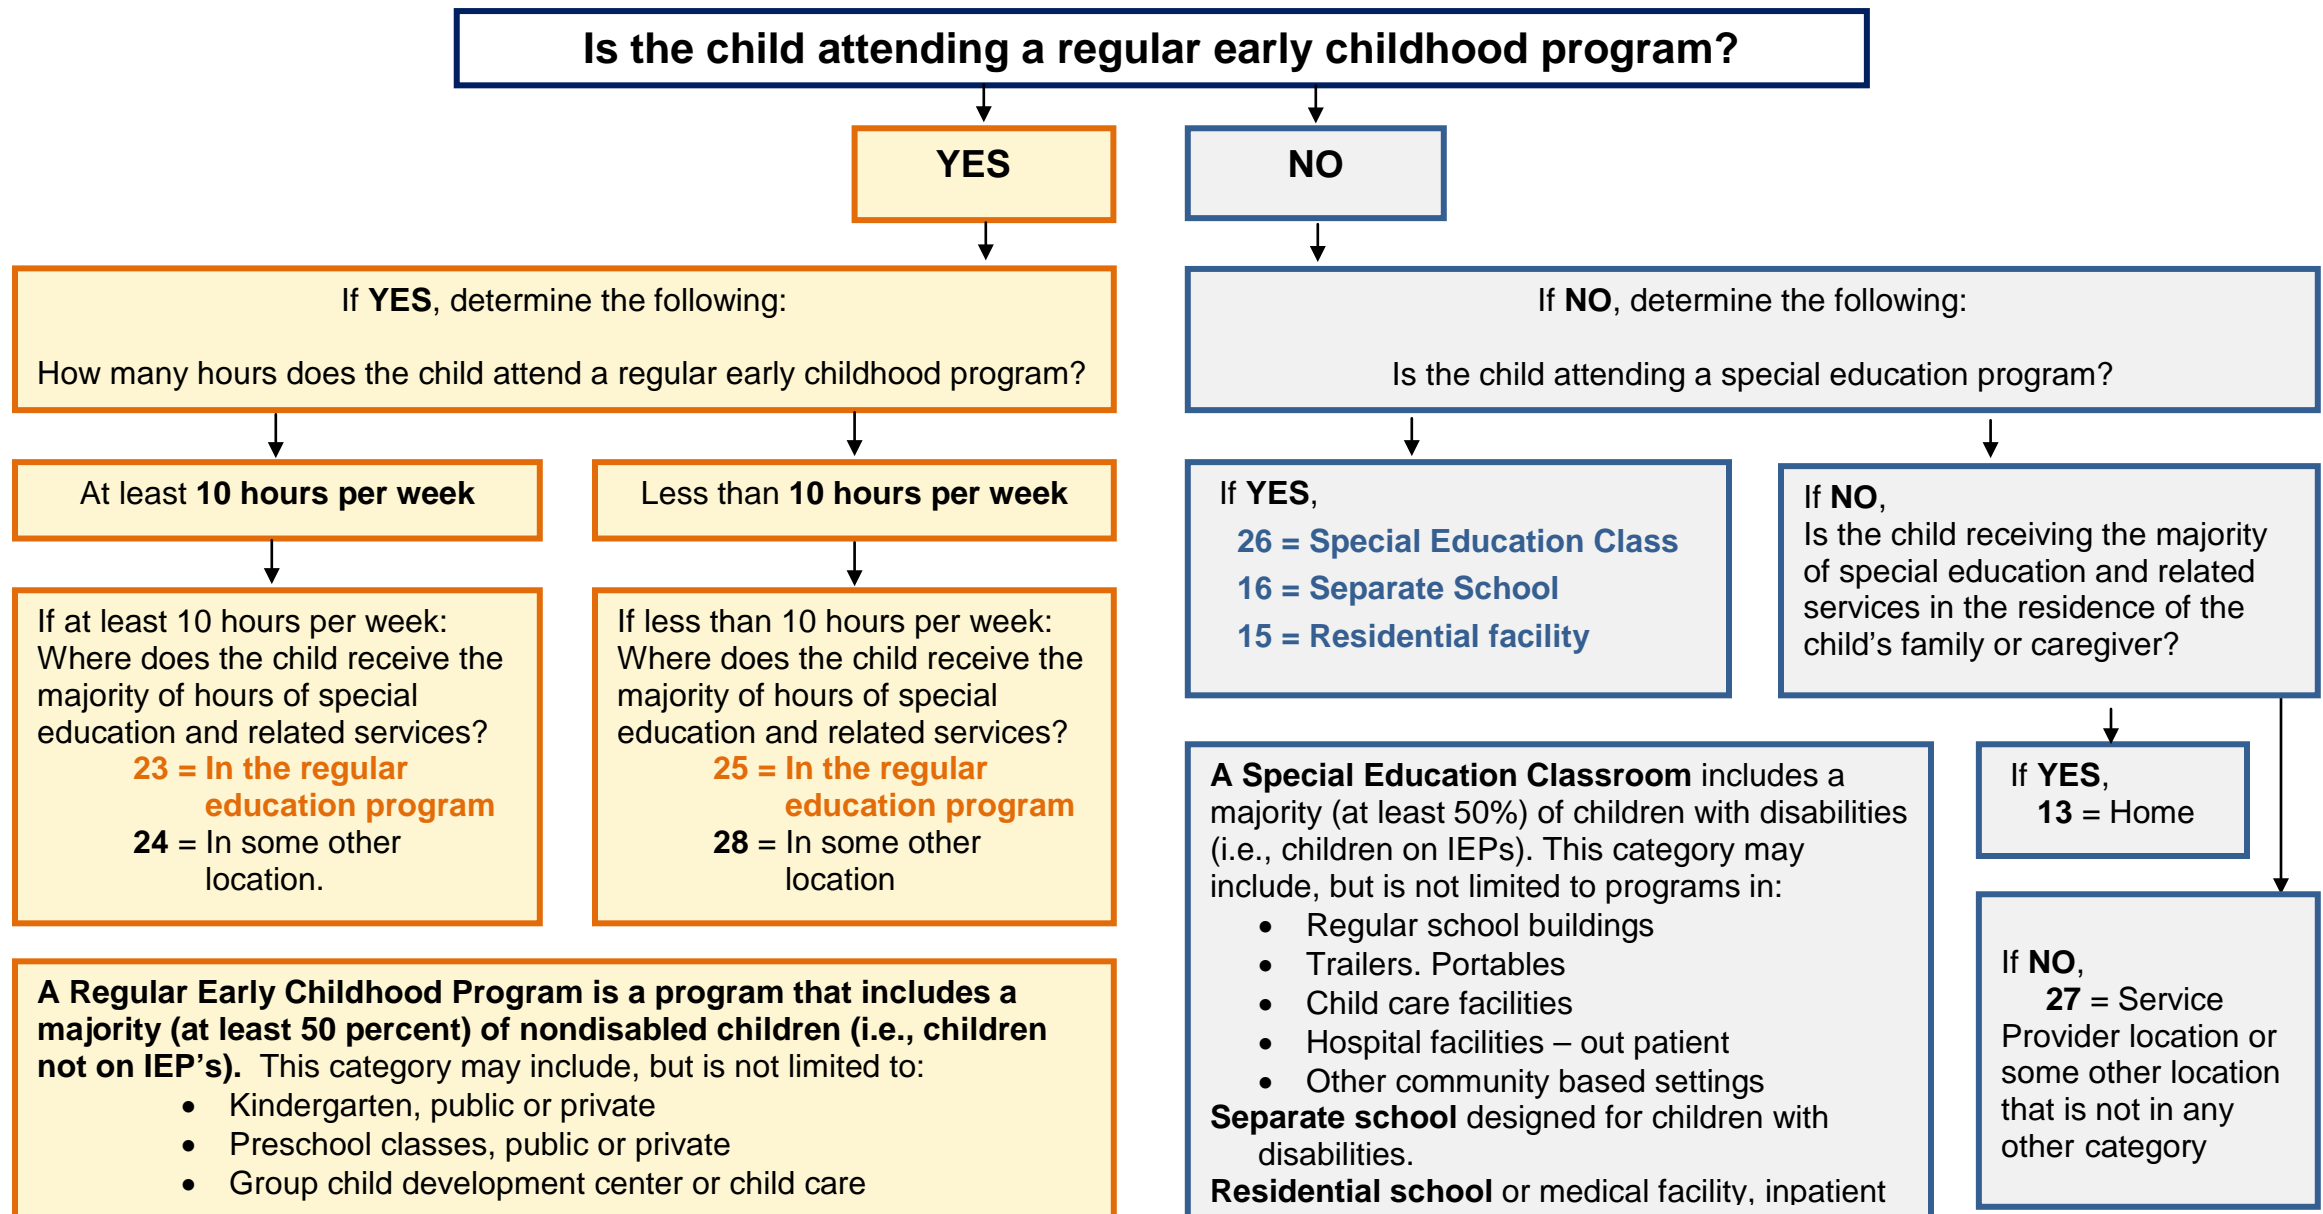 Is the child attending a regular early childhood program?
YES
NO
If YES, determine the following:
How many hours does the child attend a regular early childhood program?
If NO, determine the following:
Is the child attending a special education program?
At least 10 hours per week
Less than 10 hours per week
If at least 10 hours per week:
Where does the child receive the
majority of hours of special
education and related services?
23 = In the regular
education program
24 = In some other
location.
If less than 10 hours per week:
Where does the child receive the
majority of hours of special
education and related services?
25 = In the regular
education program
28 = In some other
location
A Regular Early Childhood Program is a program that includes a
majority (at least 50 percent) of nondisabled children (i.e., children
not on IEP's). This category may include, but is not limited to:
• Kindergarten, public or private
• Preschool classes, public or private
• Group child development center or child care
If YES,
26 = Special Education Class
16 = Separate School
15 = Residential facility
If NO,
Is the child receiving the majority
of special education and related
services in the residence of the
child’s family or caregiver?
A Special Education Classroom includes a
majority (at least 50%) of children with disabilities
(i.e., children on IEPs). This category may
include, but is not limited to programs in:
• Regular school buildings
• Trailers. Portables
• Child care facilities
• Hospital facilities – out patient
• Other community based settings
Separate school designed for children with
disabilities.
Residential school or medical facility, inpatient
If YES,
13 = Home
If NO,
27 = Service
Provider location or
some other location
that is not in any
other category